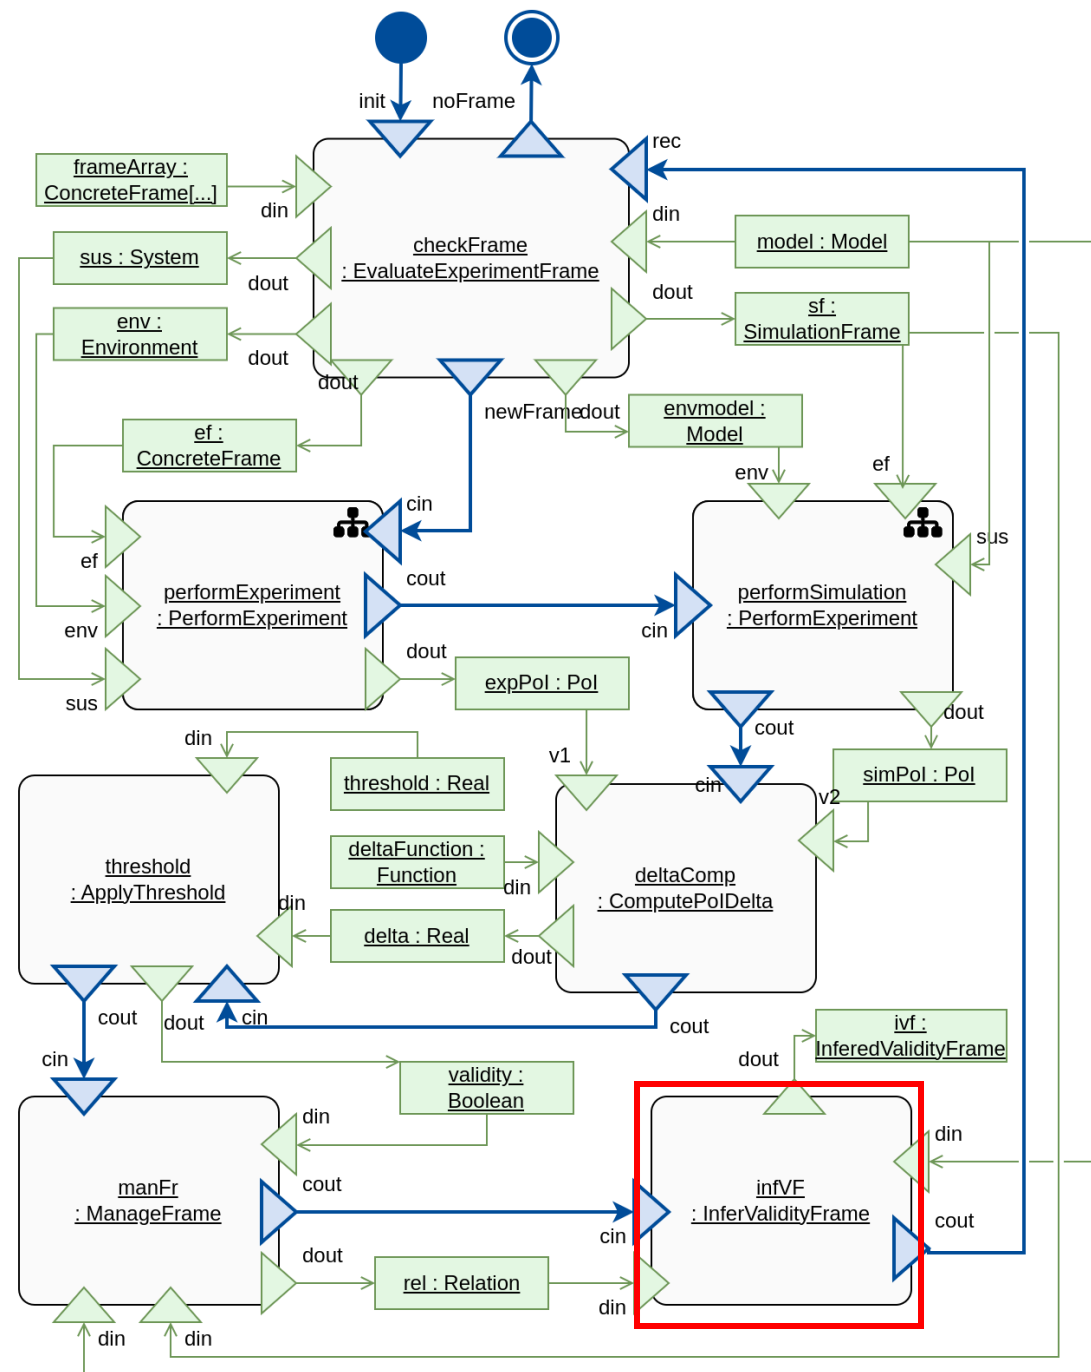 init
noFrame
rec
frameArray :
ConcreteFrame[...]
din
din
model : Model
checkFrame
: EvaluateExperimentFrame
sus : System
dout
dout
sf :
SimulationFrame
env :
Environment
dout
dout
newFrame
dout
envmodel :
Model
ef :
ConcreteFrame
env
ef
cin
sus
ef
cout
performExperiment
: PerformExperiment
performSimulation
: PerformExperiment
env
cin
dout
sus
expPoI : PoI
dout
cout
din
v1
threshold : Real
cin
simPoI : PoI
v2
deltaFunction :
Function
threshold
: ApplyThreshold
deltaComp
: ComputePoIDelta
din
din
delta : Real
dout
cout
dout
cin
cout
ivf :
InferedValidityFrame
cin
dout
validity :
Boolean
din
din
manFr
: ManageFrame
cout
infVF
: InferValidityFrame
cin
cout
dout
rel : Relation
din
din
din